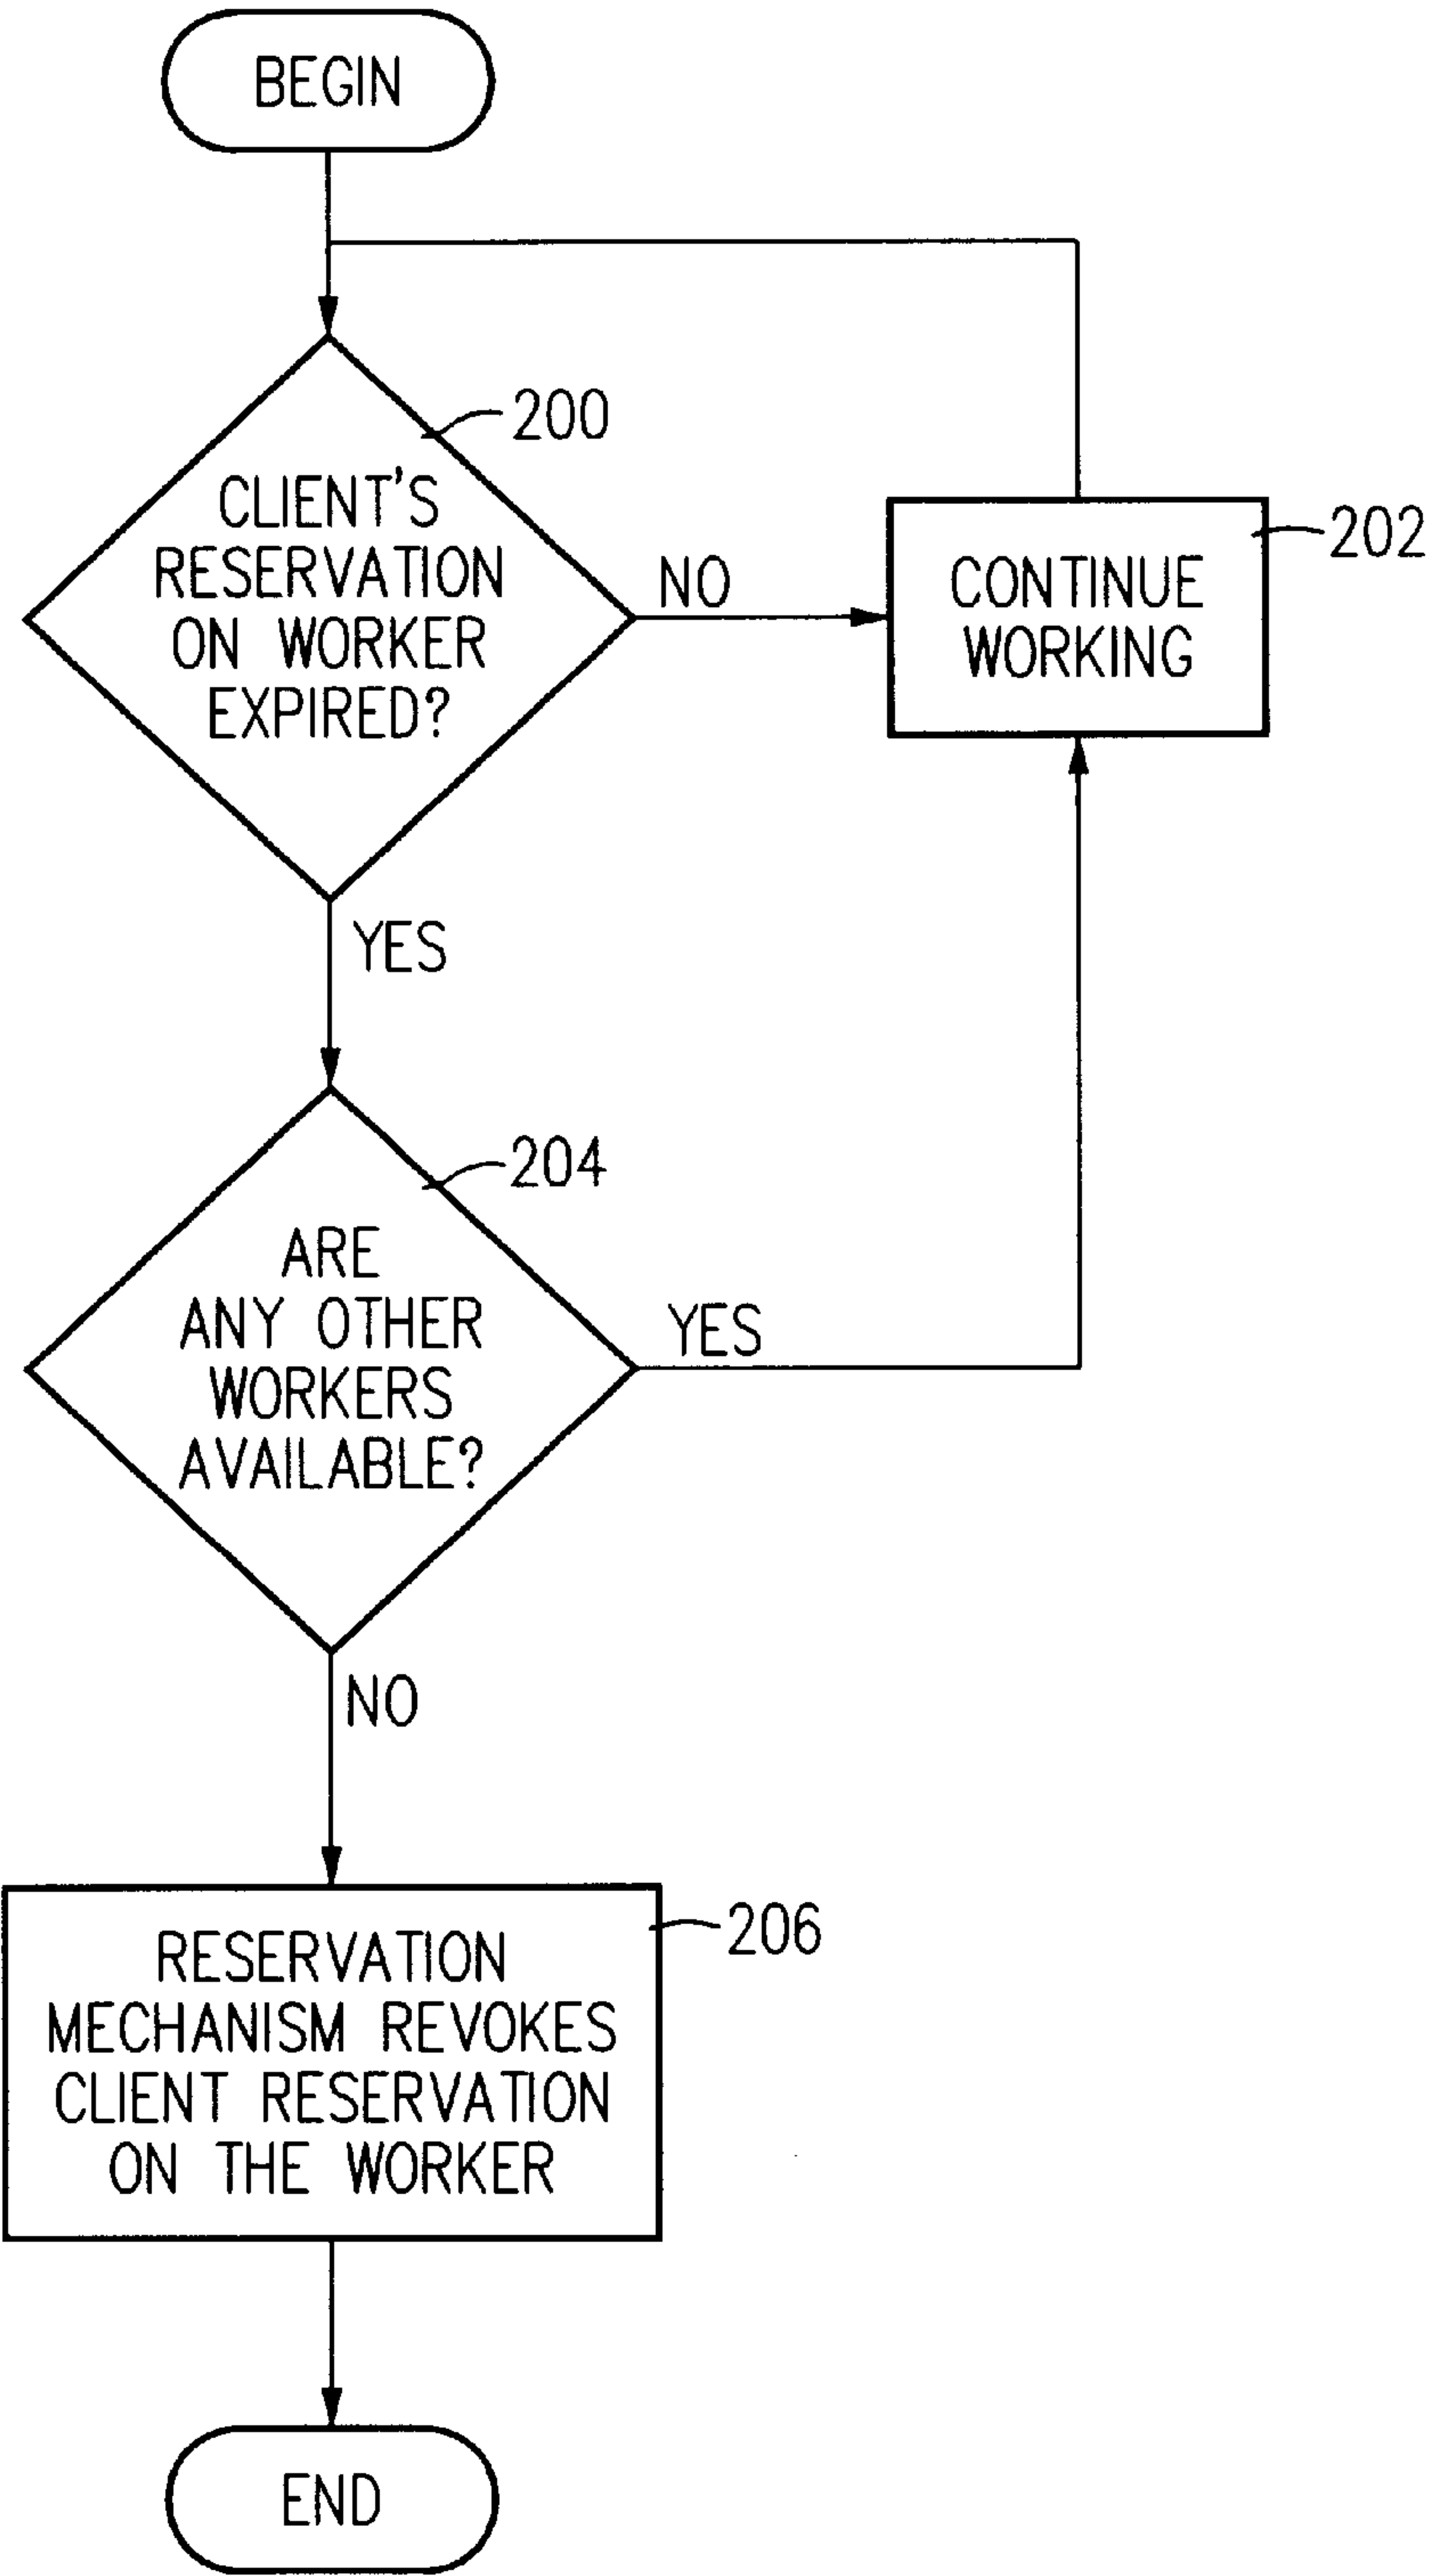 BEGIN
200
CLIENT'S
RESERVATION
ON WORKER
EXPIRED?
NO
CONTINUE
WORKING
202
YES
204
ARE
ANY OTHER
WORKERS
AVAILABLE?
YES
NO
RESERVATION
MECHANISM REVOKES
CLIENT RESERVATION
ON THE WORKER
206
END